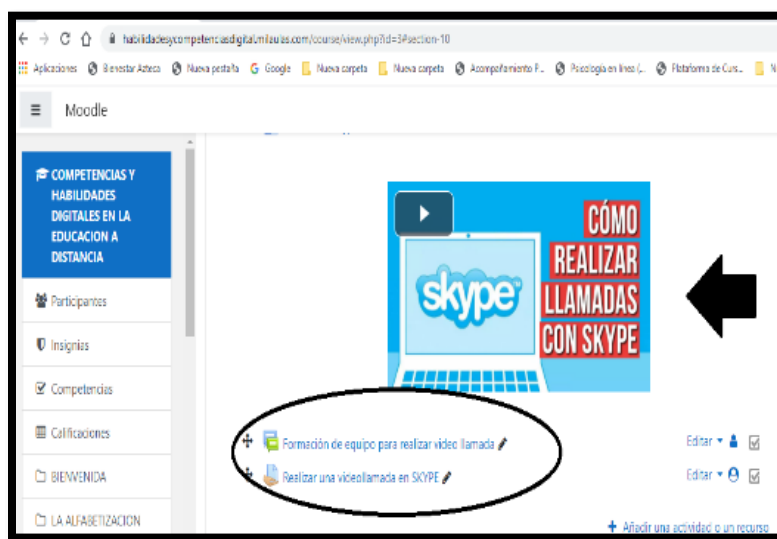 habilidadesycompetenciasdigital.milaulas.com/course/view.php?id=3#section-10
Aplicaciones Bienestar Azteca Nueva pestaña Google Nueva carpeta Nueva carpeta Acompañamiento P... Psicología en línea (... Plataforma de Curs... N
Moodle
COMPETENCIAS Y
HABILIDADES
DIGITALES EN LA
EDUCACION A
DISTANCIA
Participantes
Insignias
Competencias
Calificaciones
BIENVENIDA
LA ALFABETIZACION
skype
CÓMO
REALIZAR
LLAMADAS
CON SKYPE
Formación de equipo para realizar video llamada
Editar
Realizar una videollamada en SKYPE
Editar
Añadir una actividad o un recurso